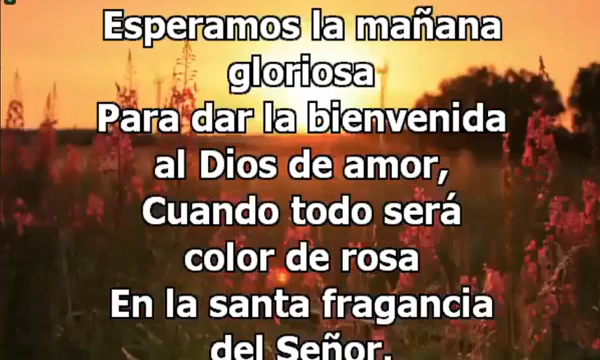 Esperamos la mañana
gloriosa
Para dar la bienvenida
al Dios de amor,
Cuando todo será
color de rosa
En la santa fragancia
del Señor.